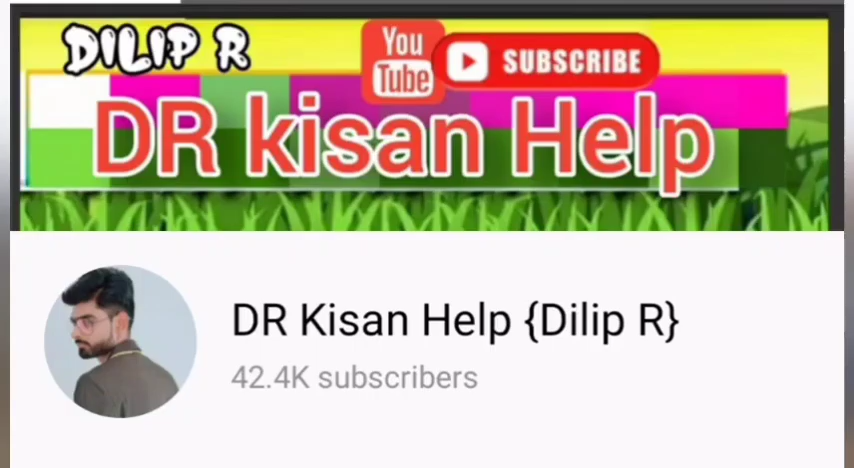 DILIP R
You
Tube
SUBSCRIBE
DR kisan Help
DR Kisan Help {Dilip R}
42.4K subscribers